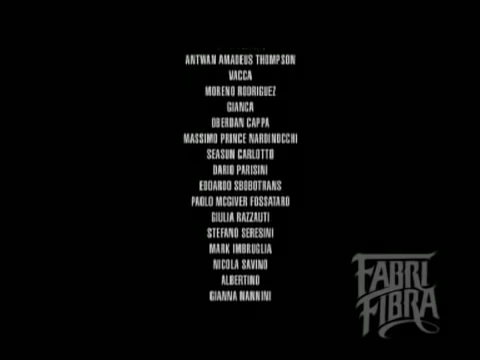 ANTWAN AMADEUS THOMPSON
VACCA
MORENO RODRIGUEZ
GIANCA
OBERDAN CAPPA
MASSIMO PRINCE NARDINOCCHI
SEASUN CARLOTTO
DARIO PARISINI
EDOARDO SBOBOTRANS
PAOLO MCGIVER FOSSATARO
GIULIA RAZZAUTI
STEFANO SERESINI
MARK IMBRUGLIA
NICOLA SAVINO
ALBERTINO
GIANNA NANNINI
FABRI
FIBRA